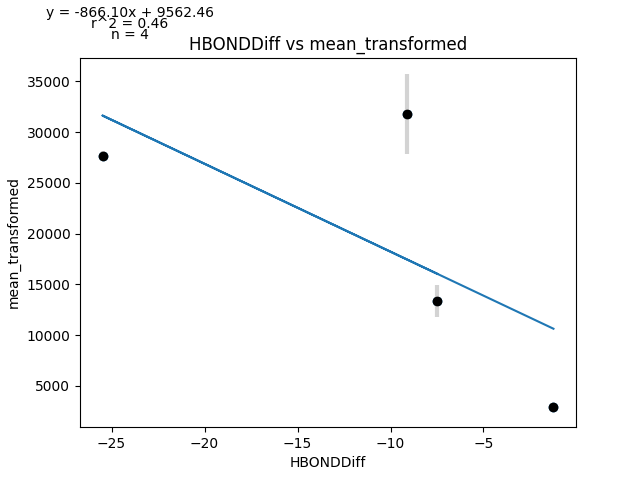 y = -866.10x + 9562.46
r^2 = 0.46
n = 4
HBONDDiff vs mean_transformed
35000
30000
25000
20000
15000
10000
5000
mean_transformed
−25 −20 −15 −10 −5
HBONDDiff